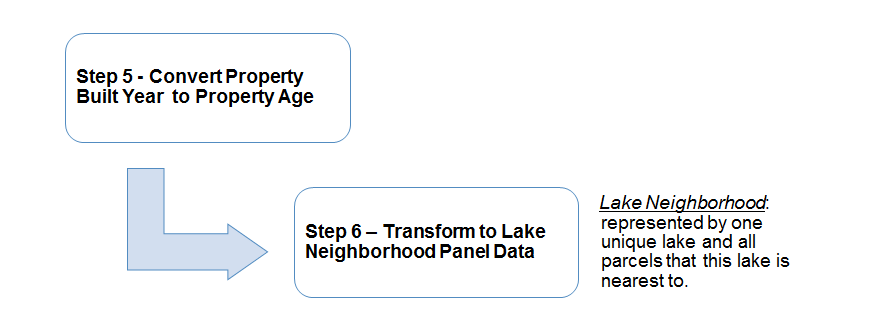 Step 5 - Convert Property
Built Year to Property Age
Step 6 – Transform to Lake
Neighborhood Panel Data
Lake Neighborhood:
represented by one
unique lake and all
parcels that this lake is
nearest to.